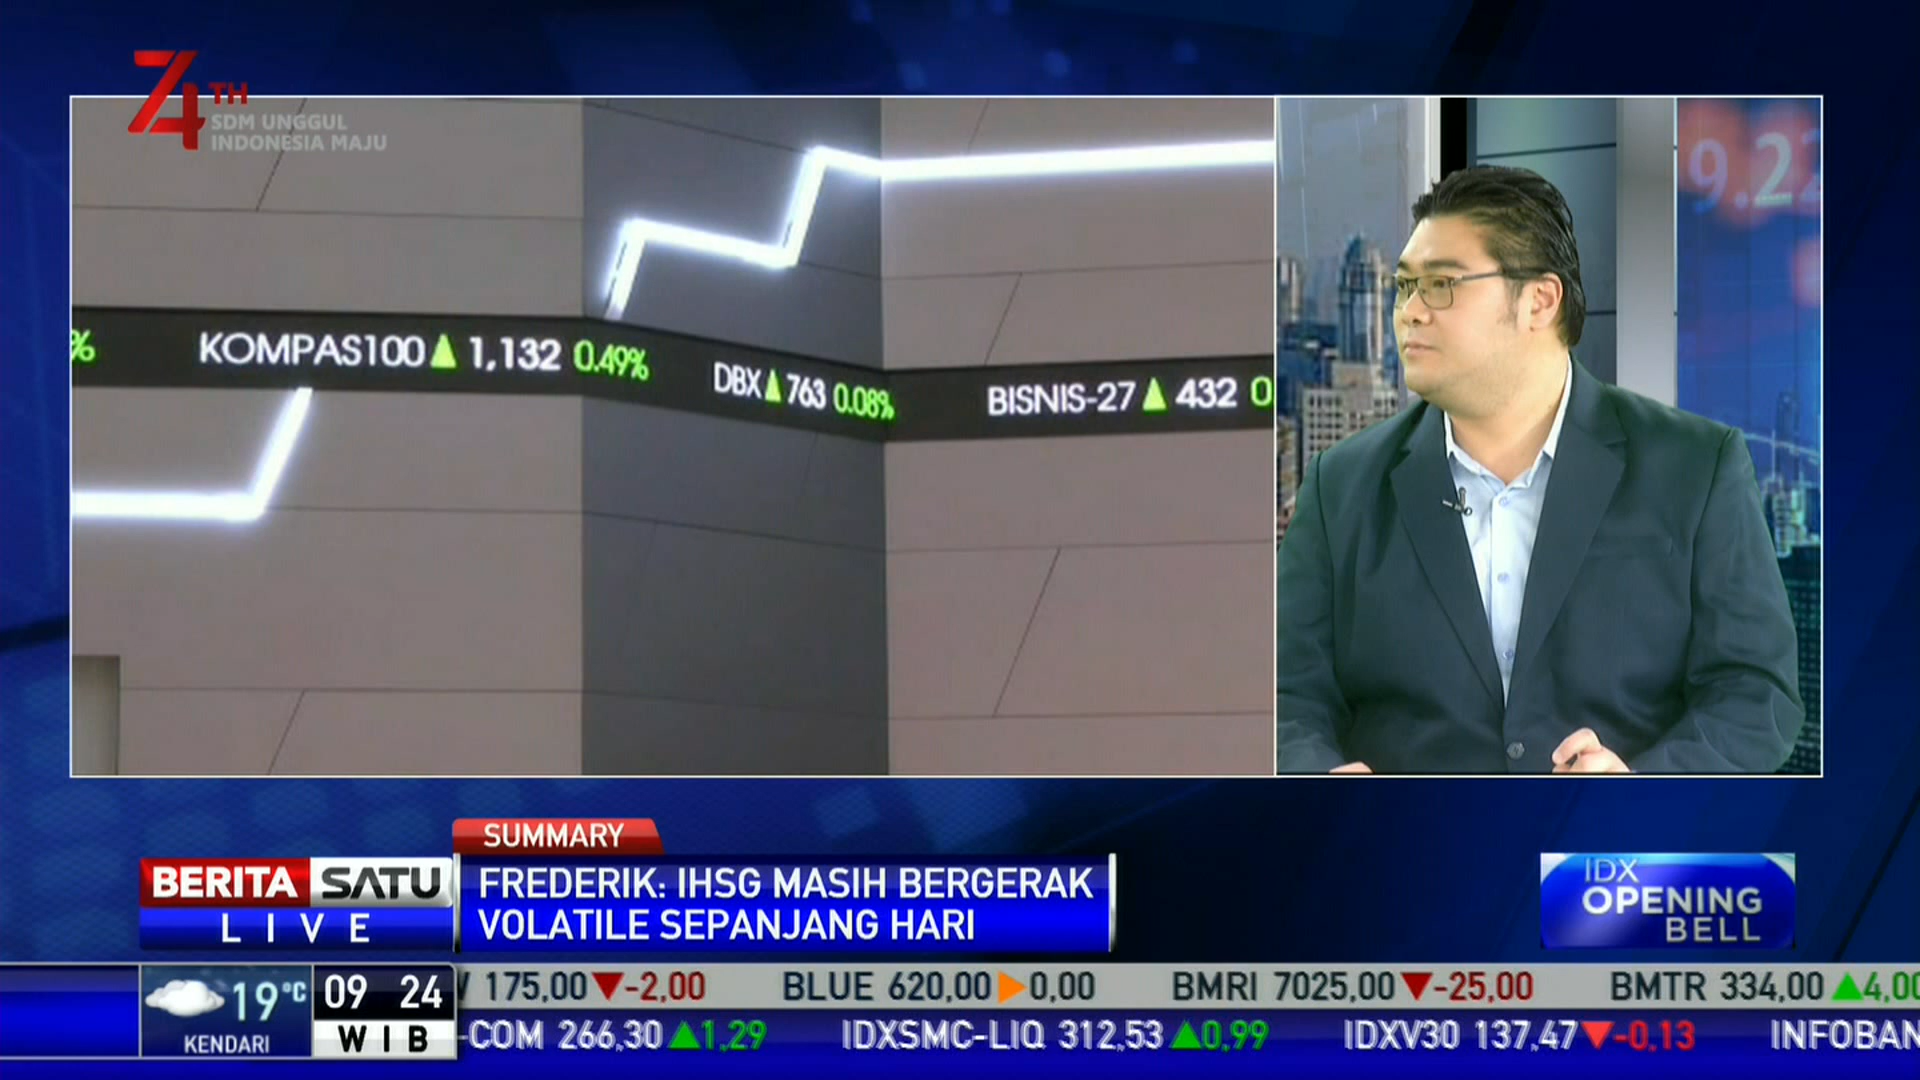 74TH
SDM UNGGUL
INDONESIA MAJU
9.22
%
KOMPAS100 ▲ 1,132 0.49%
DBX ▲ 763 0.08%
BISNIS-27 ▲ 432 0
SUMMARY
BERITA SATU
LIVE
FREDERIK: IHSG MASIH BERGERAK
VOLATILE SEPANJANG HARI
IDX
OPENING
BELL
19°C
KENDARI
09 24
WIB
175,00 ▼ -2,00 BLUE 620,00 ▶ 0,00 BMRI 7025,00 ▼ -25,00 BMTR 334,00 ▲ 4,00
-COM 266,30 ▲ 1,29 IDXSMC-LIQ 312,53 ▲ 0,99 IDXV30 137,47 ▼ -0.13 INFOBAN